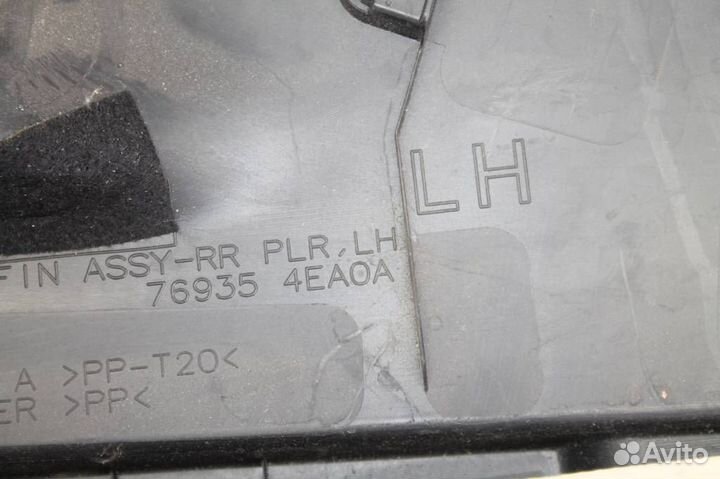 LH
FIN ASSY-RR PLR, LH
76935 4EA0A
A >PP-T20<
ER >PP<
Avito